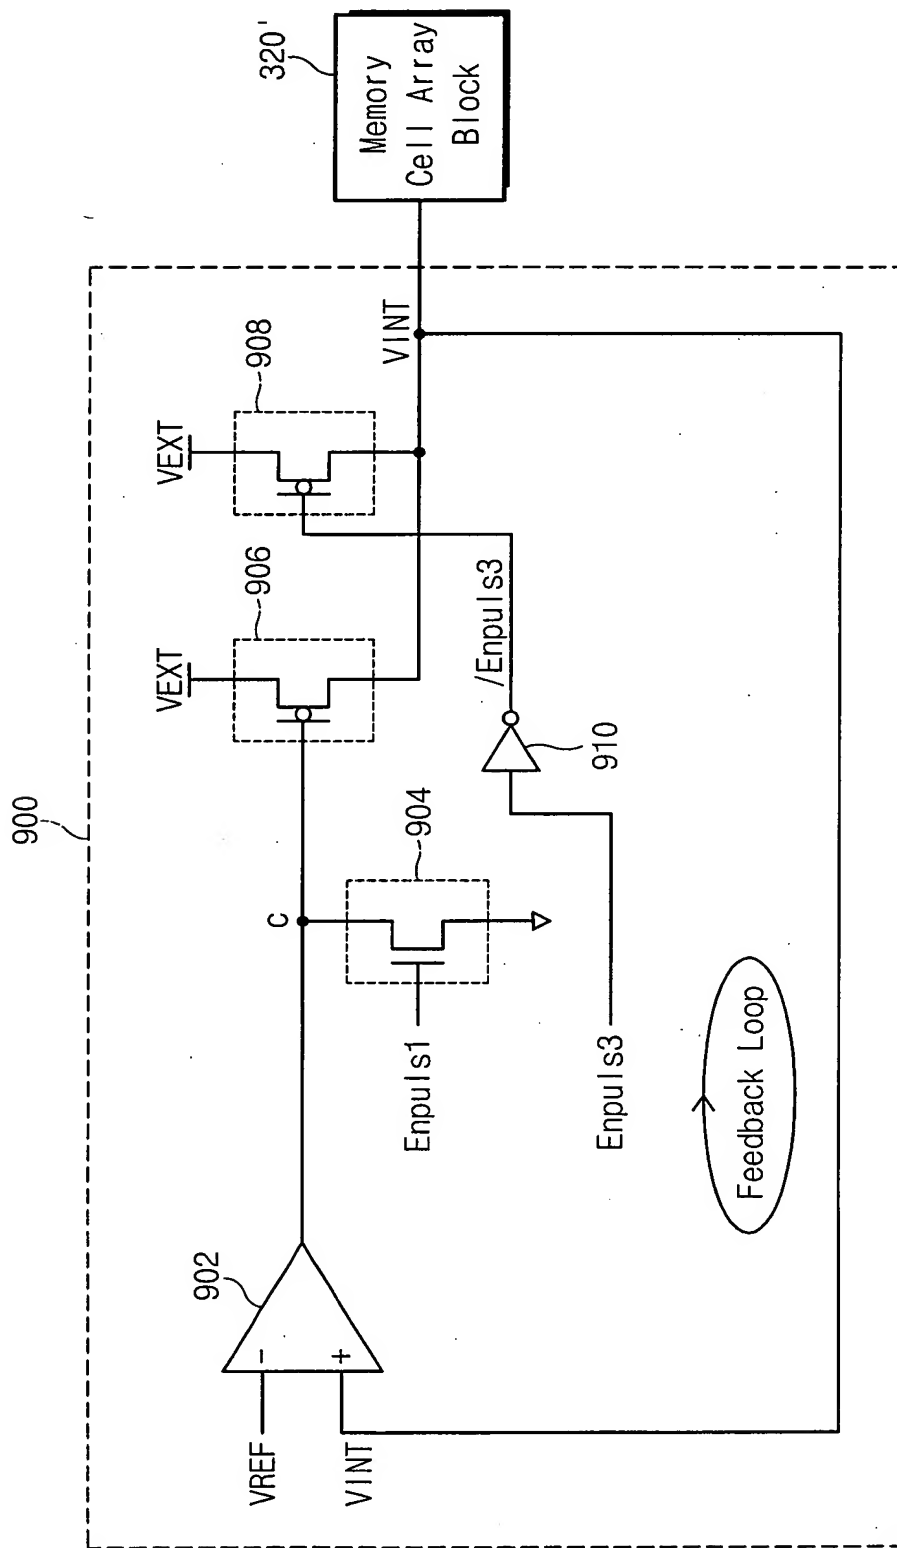 900
VEXT
VEXT
906
908
320'
Memory
Cell Array
Block
902
VREF
-
+
VINT
C
904
VINT
Enpuls1
/Enpuls3
910
Enpuls3
Feedback Loop